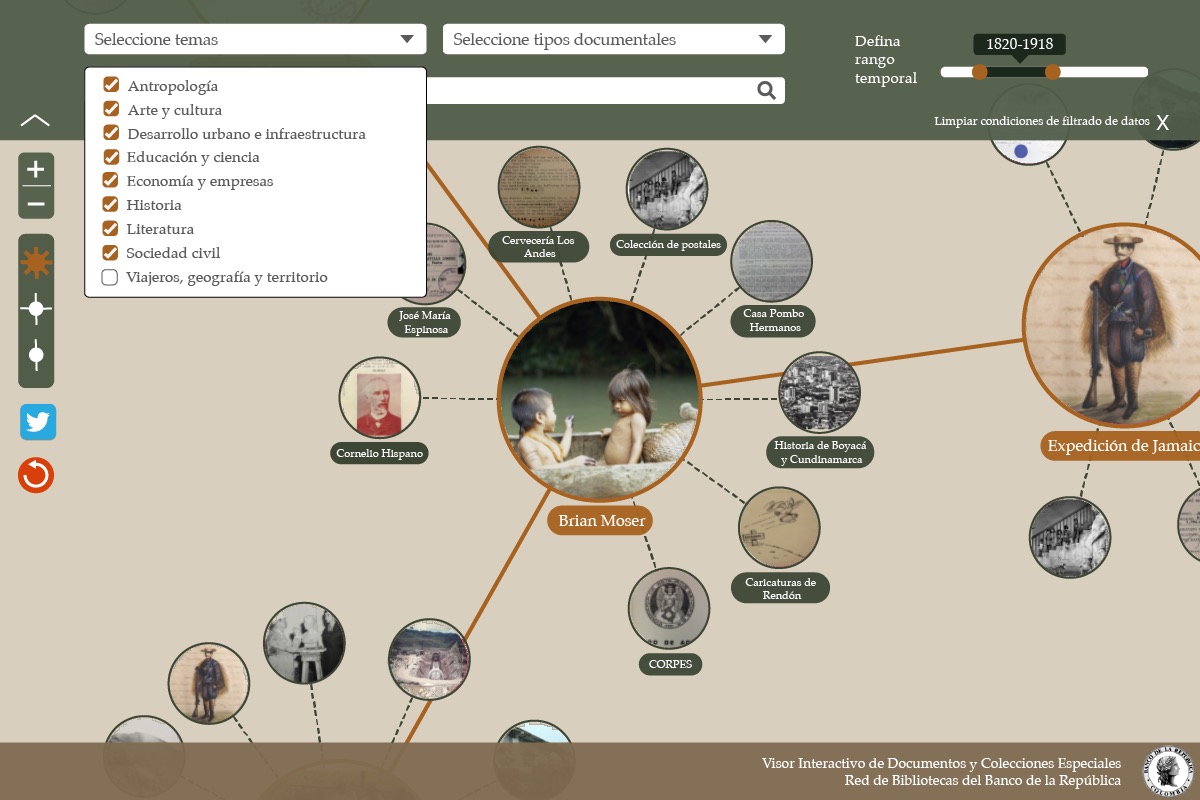 Seleccione temas
Seleccione tipos documentales
Defina
rango
temporal
1820-1918
Limpiar condiciones de filtrado de datos X
Antropología
Arte y cultura
Desarrollo urbano e infraestructura
Educación y ciencia
Economía y empresas
Historia
Literatura
Sociedad civil
Viajeros, geografía y territorio
Cervecería Los
Andes
Colección de postales
José María
Espinosa
Casa Pombo
Hermanos
Cornelio Hispano
Historia de Boyacá
y Cundinamarca
Expedición de Jamaic
Brian Moser
Caricaturas de
Rendón
CORPES
Visor Interactivo de Documentos y Colecciones Especiales
Red de Bibliotecas del Banco de la República
BANCO DE LA REPÚBLICA
COLOMBIA